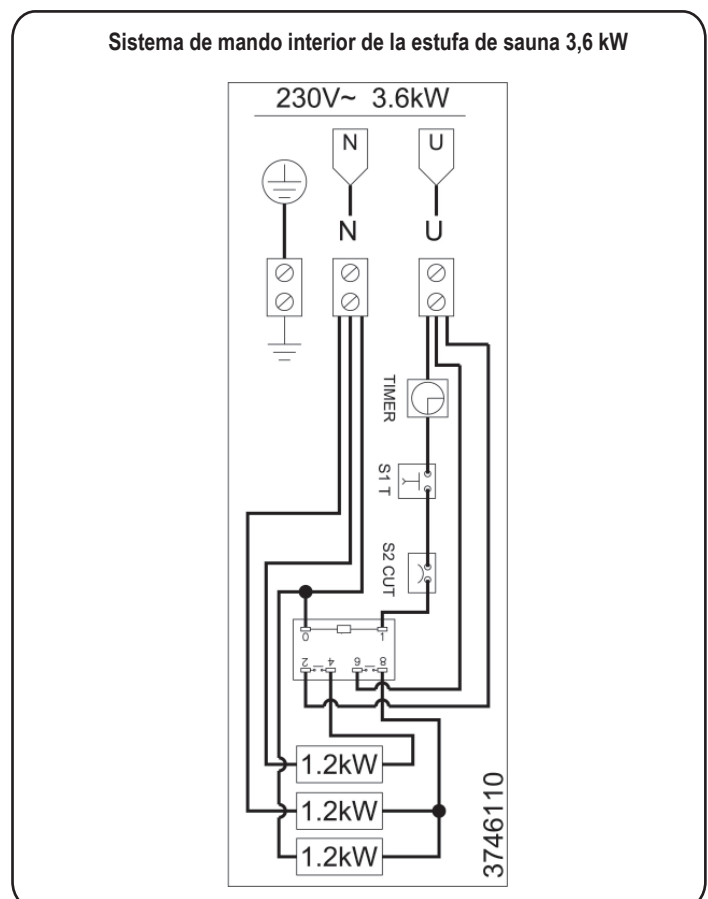 Sistema de mando interior de la estufa de sauna 3,6 kW
230V~ 3.6kW
N
U
N
U
TIMER
S1 T
S2 CUT
0
1
2
4
6
8
1.2kW
1.2kW
1.2kW
3746110